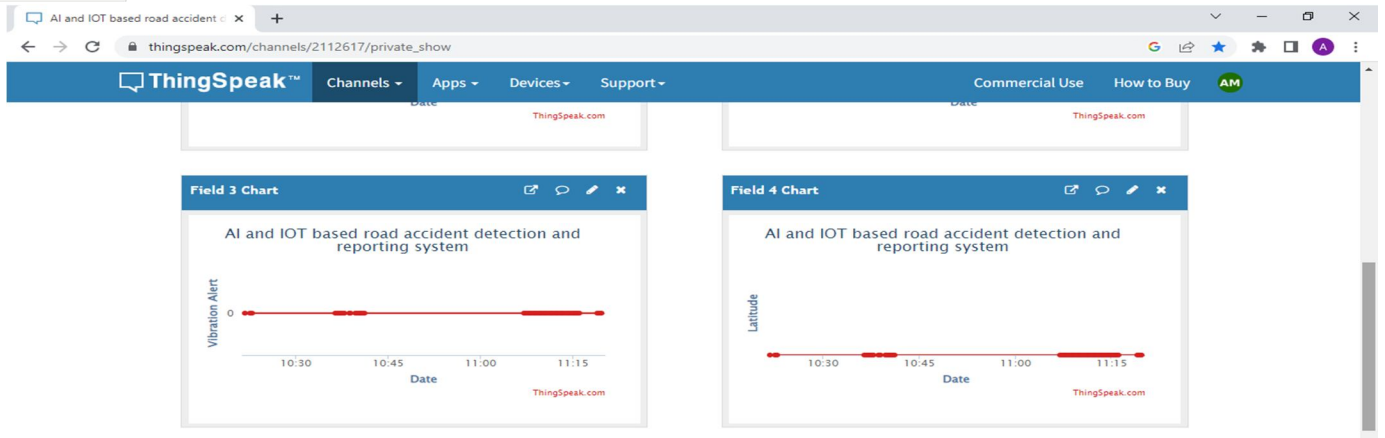 AI and IOT based road accident d
thingspeak.com/channels/2112617/private_show
G
A
ThingSpeak™ Channels Apps Devices Support Commercial Use How to Buy AM
Date Date
ThingSpeak.com ThingSpeak.com
Field 3 Chart
AI and IOT based road accident detection and
reporting system
Vibration Alert
0
10:30 10:45 11:00 11:15
Date
ThingSpeak.com
Field 4 Chart
AI and IOT based road accident detection and
reporting system
Latitude
10:30 10:45 11:00 11:15
Date
ThingSpeak.com